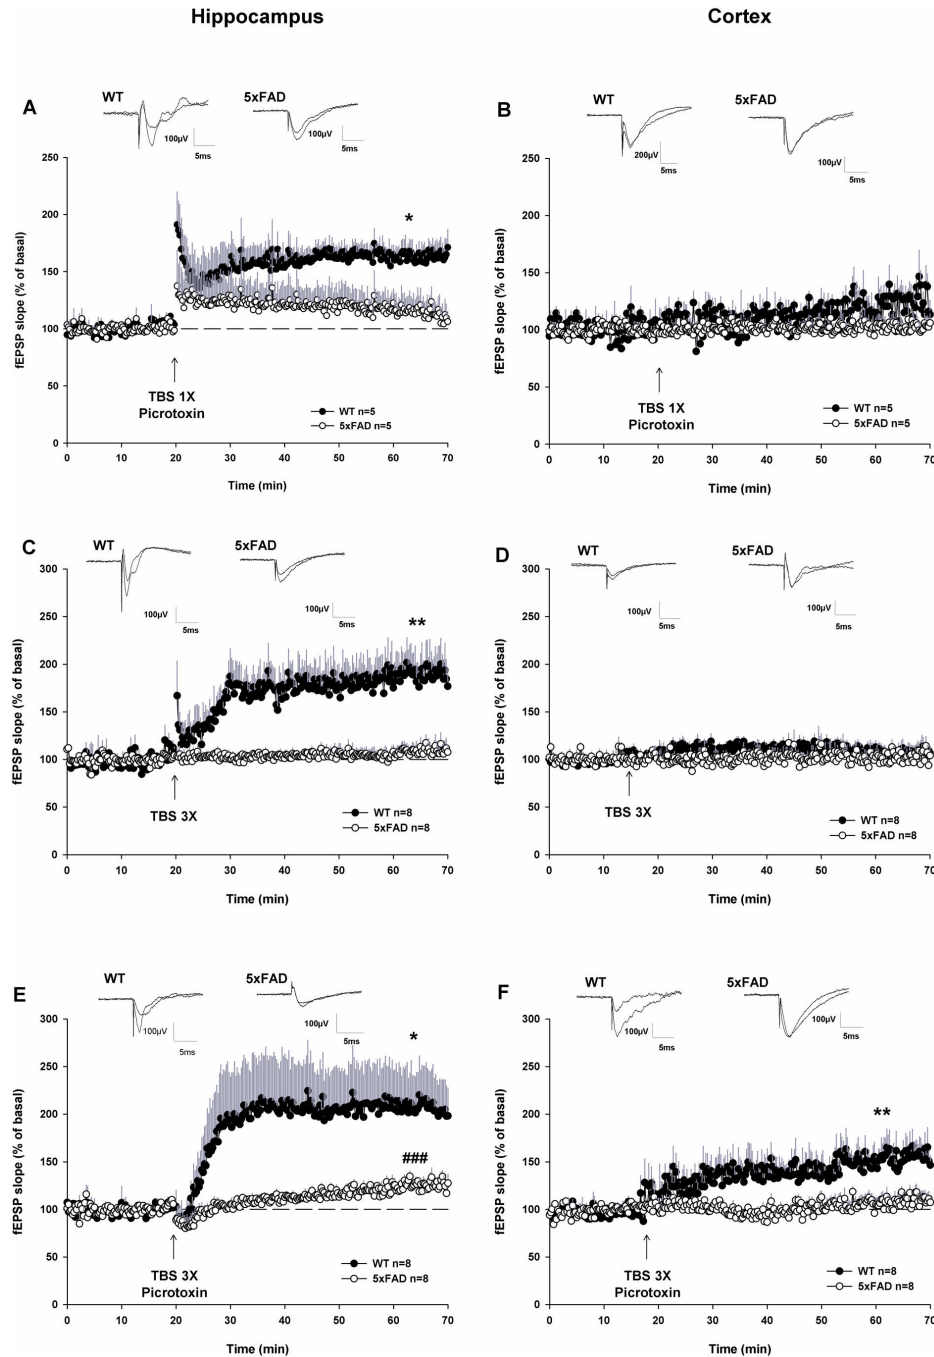 Hippocampus
Cortex
A
WT
5xFAD
100µV
5ms
100µV
5ms
250
200
150
100
50
0
fEPSP slope (% of basal)
*
TBS 1X
Picrotoxin
WT n=5
5xFAD n=5
0 10 20 30 40 50 60 70
Time (min)
B
WT
5xFAD
200µV
5ms
100µV
5ms
250
200
150
100
50
0
fEPSP slope (% of basal)
TBS 1X
Picrotoxin
WT n=5
5xFAD n=5
0 10 20 30 40 50 60 70
Time (min)
C
WT
5xFAD
100µV
5ms
100µV
5ms
300
250
200
150
100
50
0
fEPSP slope (% of basal)
**
TBS 3X
WT n=8
5xFAD n=8
0 10 20 30 40 50 60 70
Time (min)
D
WT
5xFAD
100µV
5ms
100µV
5ms
300
250
200
150
100
50
0
fEPSP slope (% of basal)
TBS 3X
WT n=8
5xFAD n=8
0 10 20 30 40 50 60 70
Time (min)
E
WT
5xFAD
100µV
5ms
100µV
5ms
300
250
200
150
100
50
0
fEPSP slope (% of basal)
*
###
TBS 3X
Picrotoxin
WT n=8
5xFAD n=8
0 10 20 30 40 50 60 70
Time (min)
F
WT
5xFAD
100µV
5ms
100µV
5ms
300
250
200
150
100
50
0
fEPSP slope (% of basal)
**
TBS 3X
Picrotoxin
WT n=8
5xFAD n=8
0 10 20 30 40 50 60 70
Time (min)